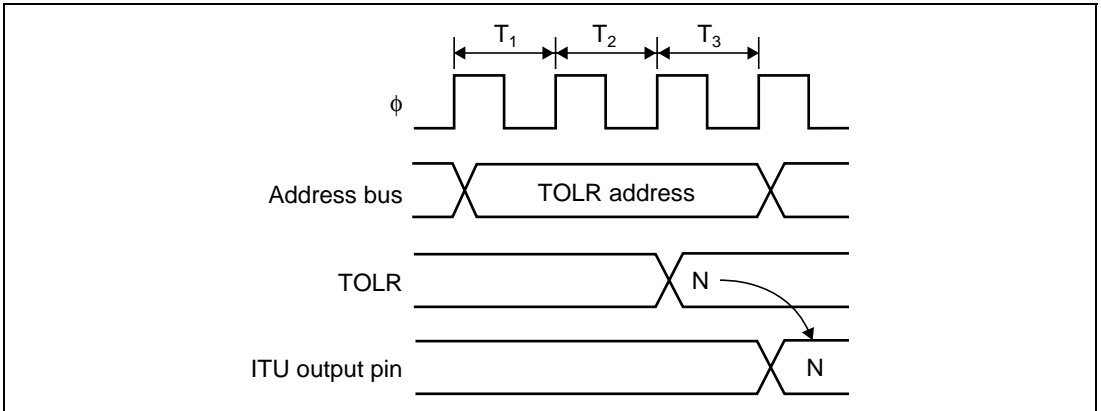 T1 T2 T3
φ
Address bus TOLR address
TOLR N
ITU output pin N